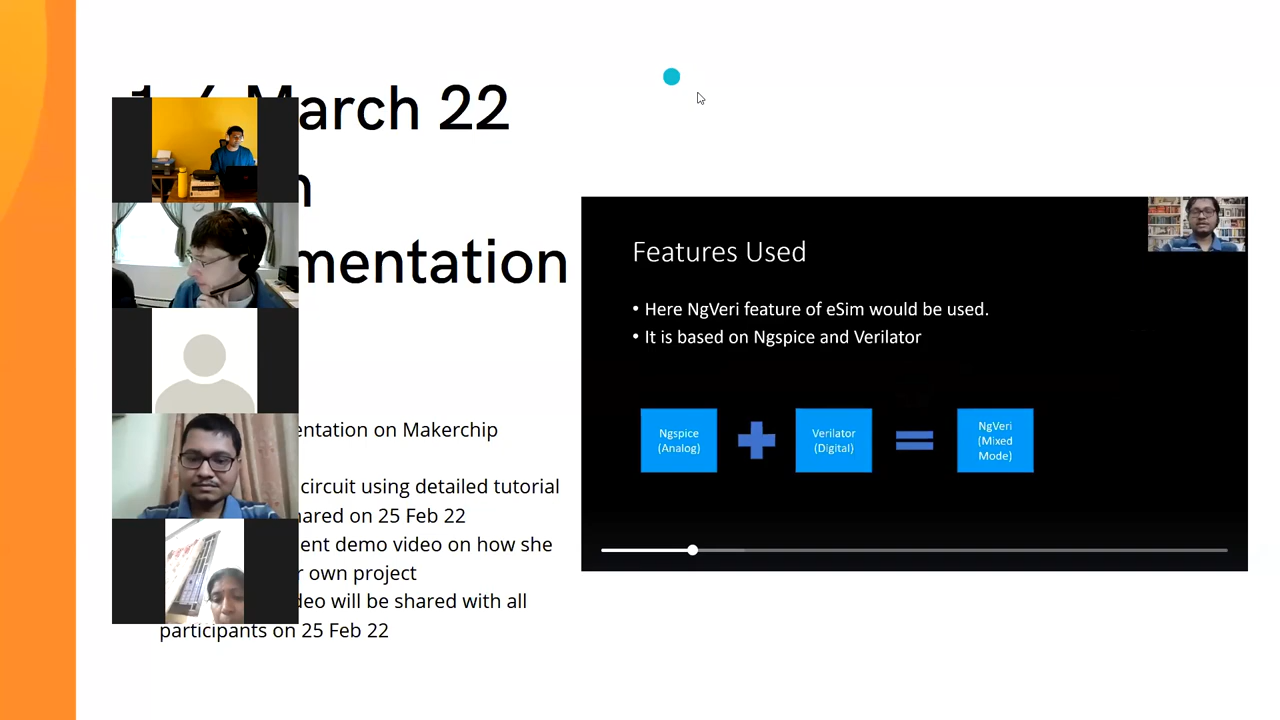 March 22
mentation
entation on Makerchip
circuit using detailed tutorial
hared on 25 Feb 22
ent demo video on how she
own project
deo will be shared with all
participants on 25 Feb 22
Features Used
• Here NgVeri feature of eSim would be used.
• It is based on Ngspice and Verilator
Ngspice
(Analog)
Verilator
(Digital)
NgVeri
(Mixed
Mode)